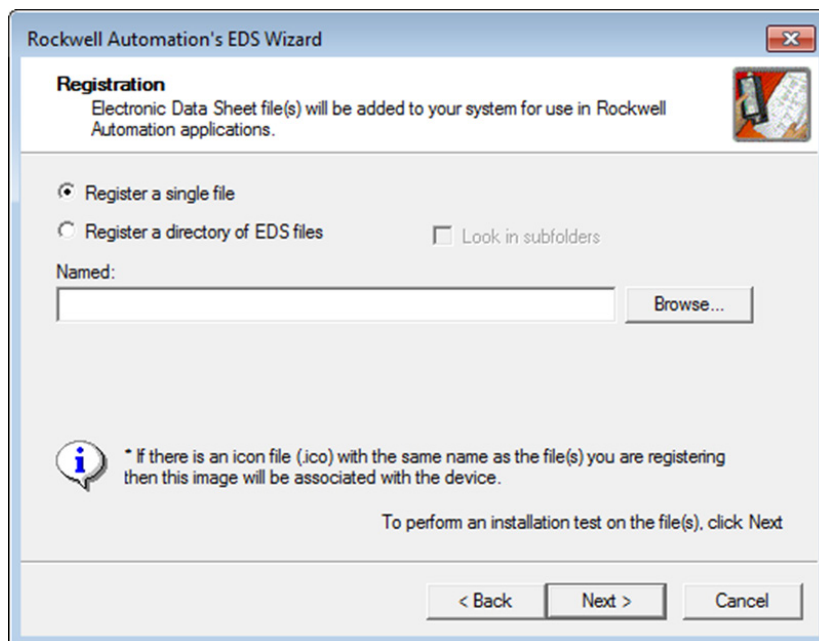 Rockwell Automation's EDS Wizard
Registration
Electronic Data Sheet file(s) will be added to your system for use in Rockwell
Automation applications.
Register a single file
Register a directory of EDS files
Look in subfolders
Named:
Browse...
* If there is an icon file (.ico) with the same name as the file(s) you are registering
then this image will be associated with the device.
To perform an installation test on the file(s), click Next
< Back
Next >
Cancel